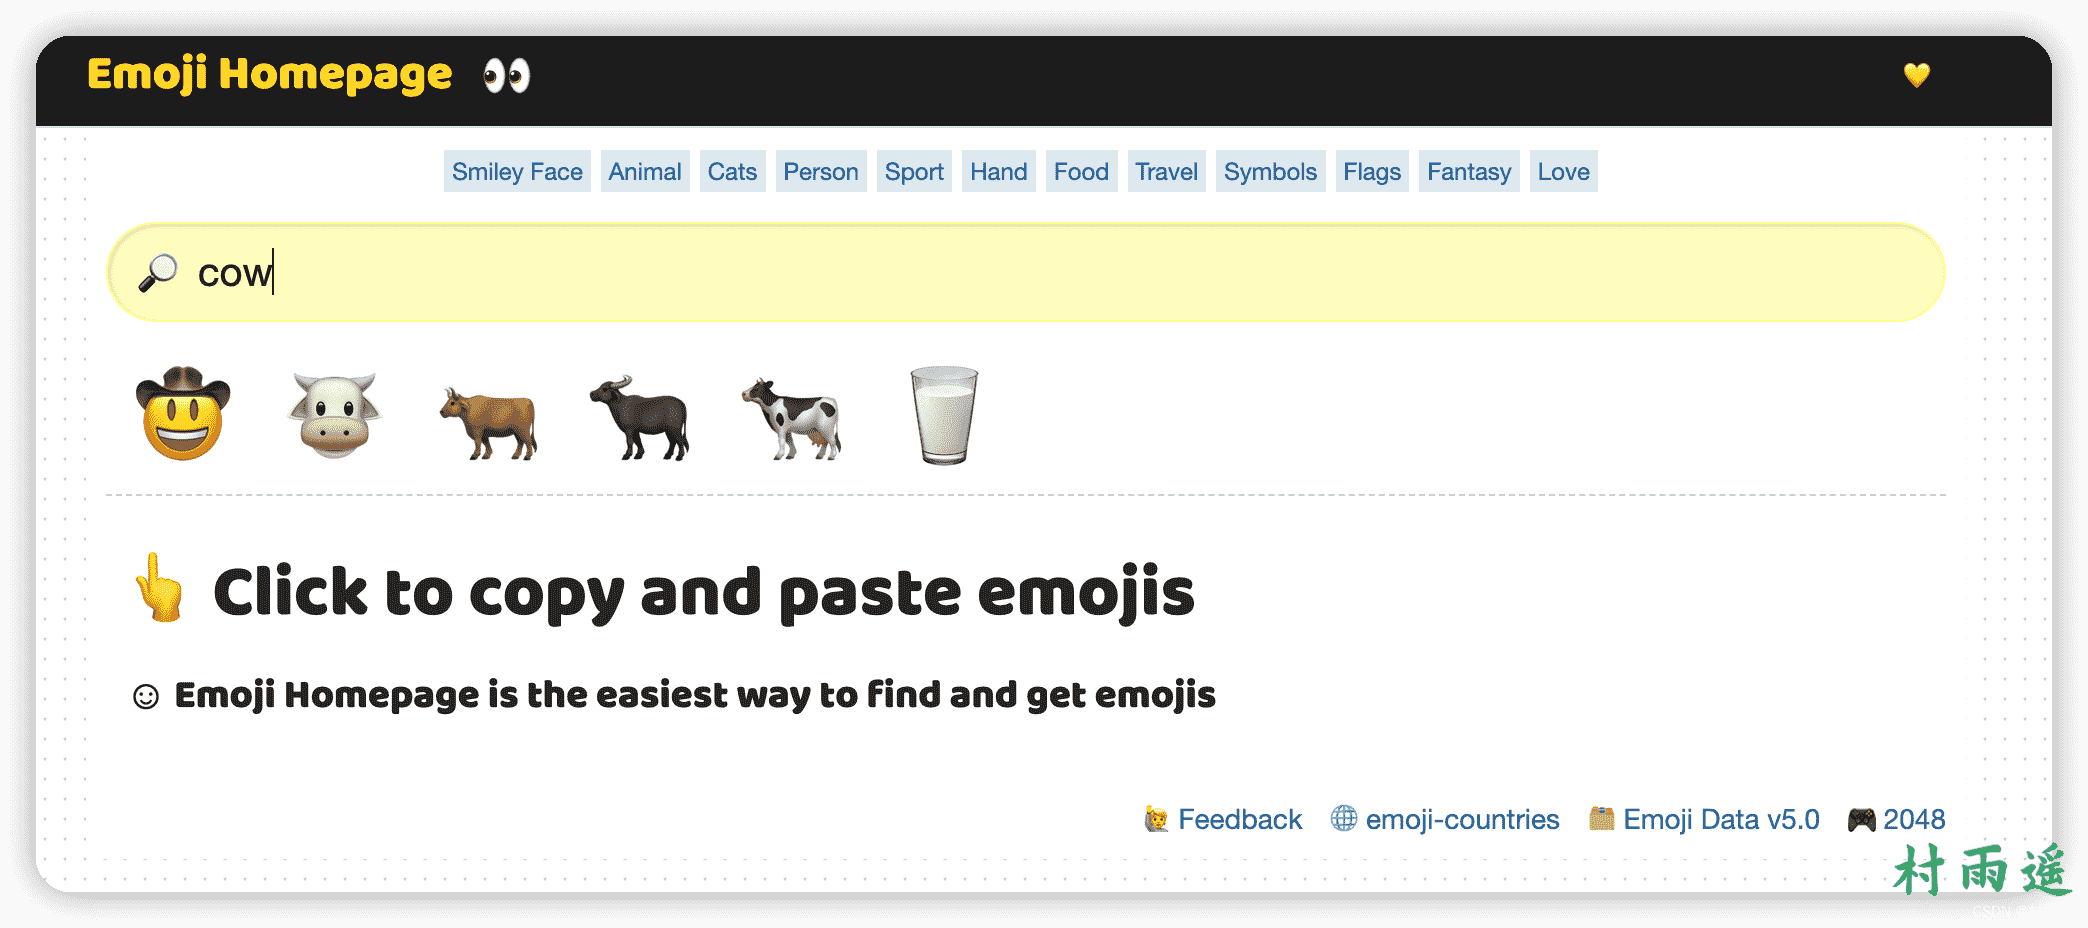 Emoji Homepage 👀 💛
Smiley Face Animal Cats Person Sport Hand Food Travel Symbols Flags Fantasy Love
cow
Click to copy and paste emojis
Emoji Homepage is the easiest way to find and get emojis
Feedback emoji-countries Emoji Data v5.0 2048
村雨遥